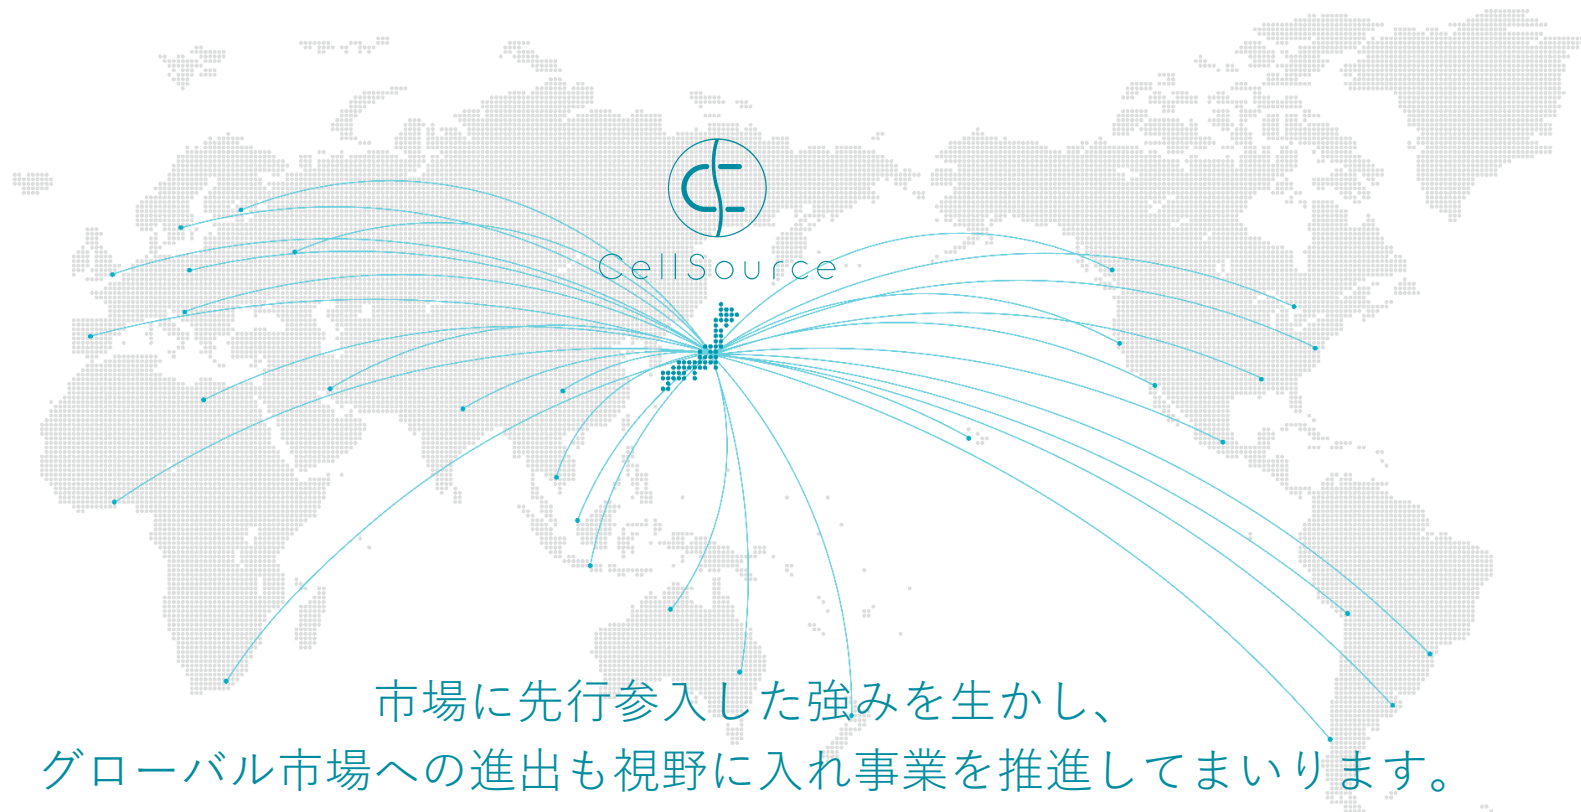 CellSource
市場に先行参入した強みを生かし、
グローバル市場への進出も視野に入れ事業を推進してまいります。